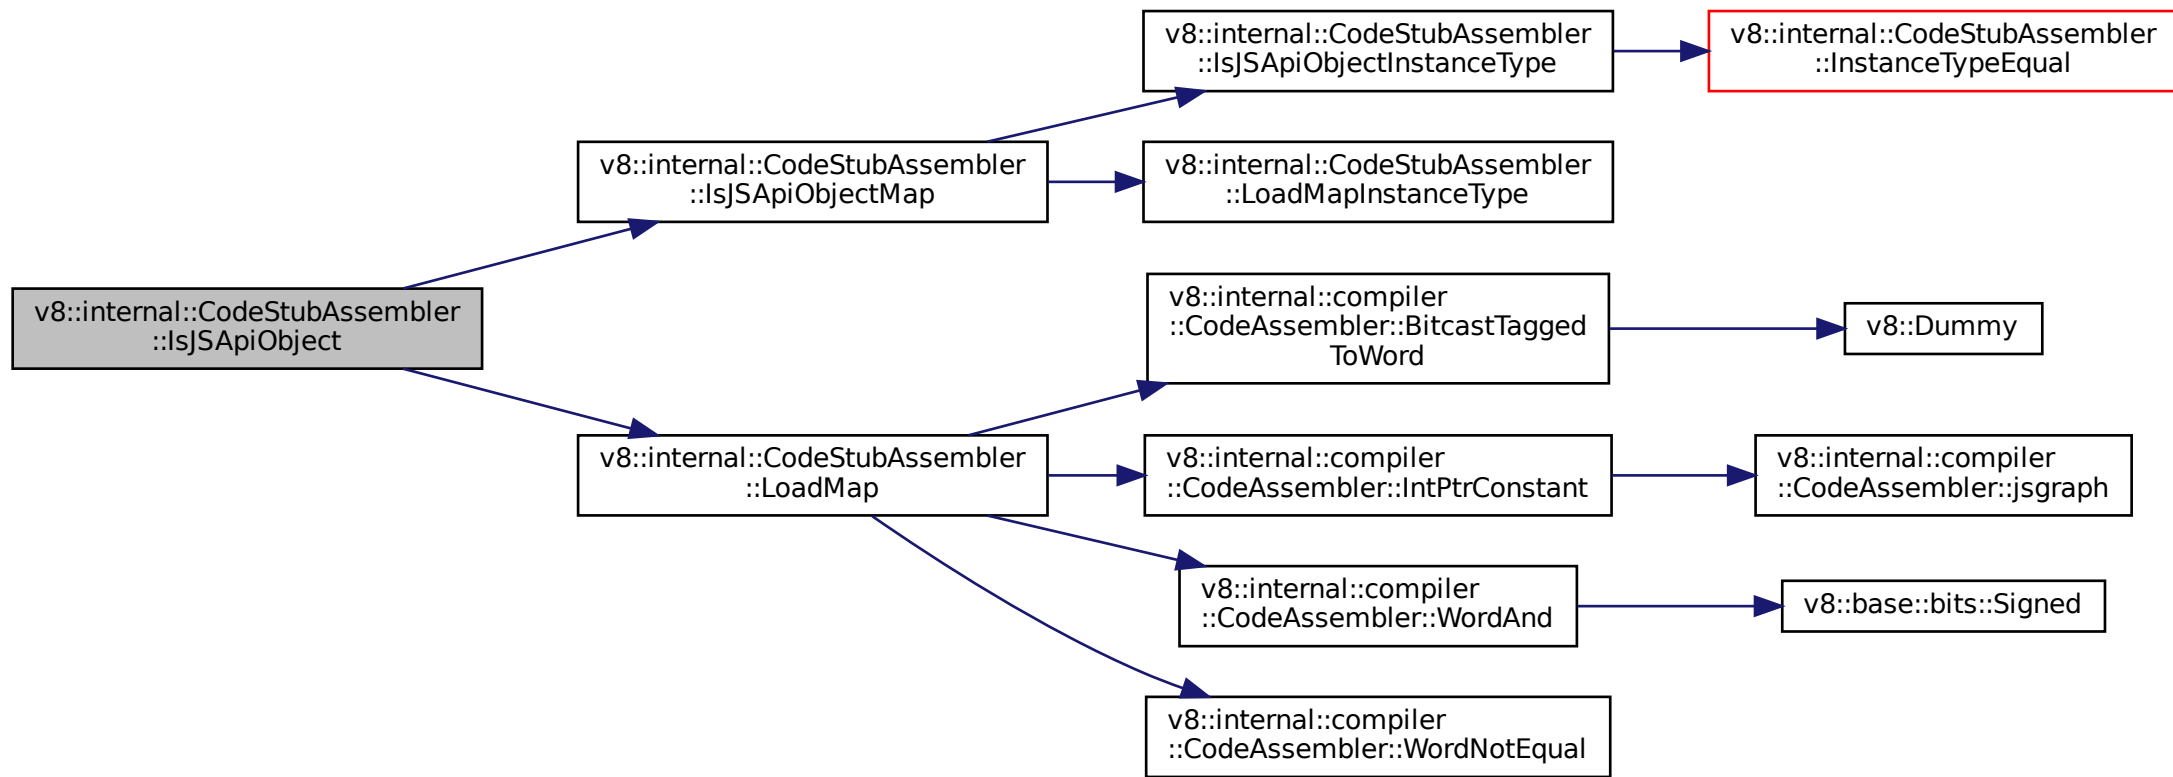 v8::internal::CodeStubAssembler
::IsJSApiObject
v8::internal::CodeStubAssembler
::IsJSApiObjectMap
v8::internal::CodeStubAssembler
::IsJSApiObjectInstanceType
v8::internal::CodeStubAssembler
::InstanceTypeEqual
v8::internal::CodeStubAssembler
::LoadMapInstanceType
v8::internal::CodeStubAssembler
::LoadMap
v8::internal::compiler
::CodeAssembler::BitcastTagged
ToWord
v8::Dummy
v8::internal::compiler
::CodeAssembler::IntPtrConstant
v8::internal::compiler
::CodeAssembler::jsgraph
v8::internal::compiler
::CodeAssembler::WordAnd
v8::base::bits::Signed
v8::internal::compiler
::CodeAssembler::WordNotEqual